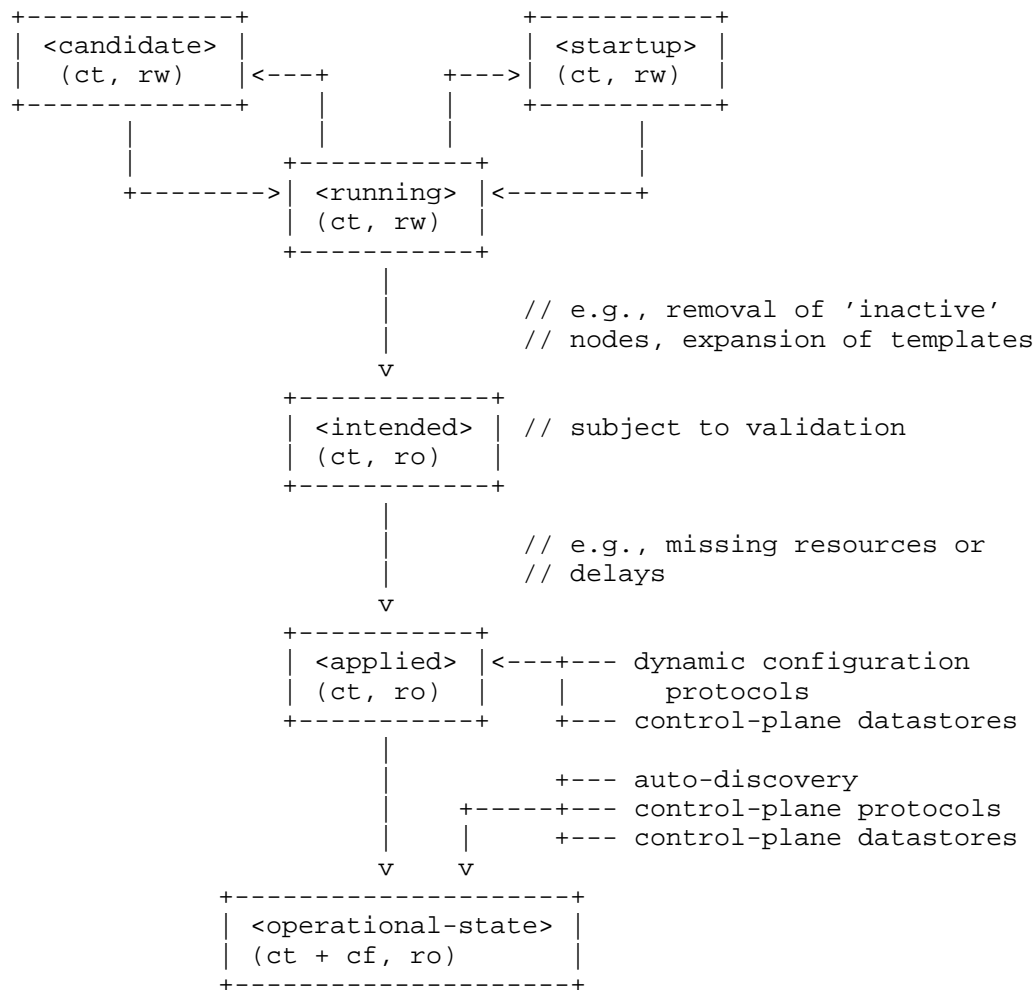 <candidate> <startup>
(ct, rw) <---+ +---> (ct, rw)
+--------> <running> <--------+
(ct, rw)
// e.g., removal of ’inactive’
// nodes, expansion of templates
v
<intended> // subject to validation
(ct, ro)
// e.g., missing resources or
// delays
v
<applied> <---+--- dynamic configuration
(ct, ro) | protocols
+--- control-plane datastores
+--- auto-discovery
+-----+--- control-plane protocols
+--- control-plane datastores
v v
<operational-state>
(ct + cf, ro)